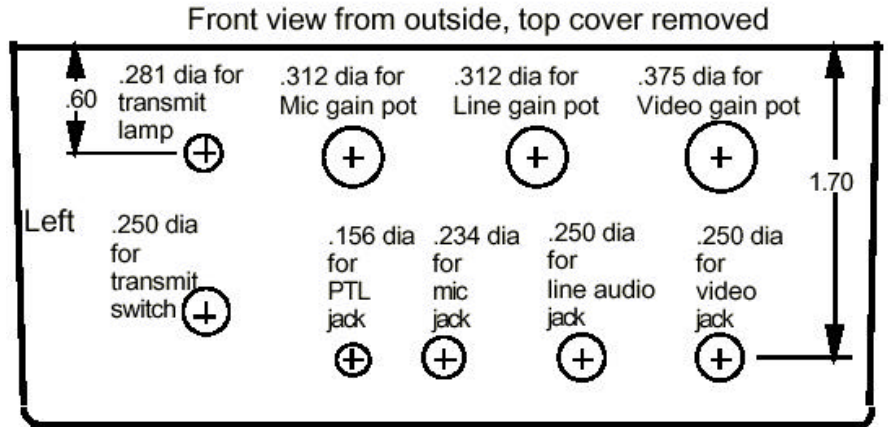 Front view from outside, top cover removed
.60
.281 dia for
transmit
lamp
.312 dia for
Mic gain pot
.312 dia for
Line gain pot
.375 dia for
Video gain pot
1.70
Left
.250 dia
for
transmit
switch
.156 dia
for
PTL
jack
.234 dia
for
mic
jack
.250 dia
for
line audio
jack
.250 dia
for
video
jack